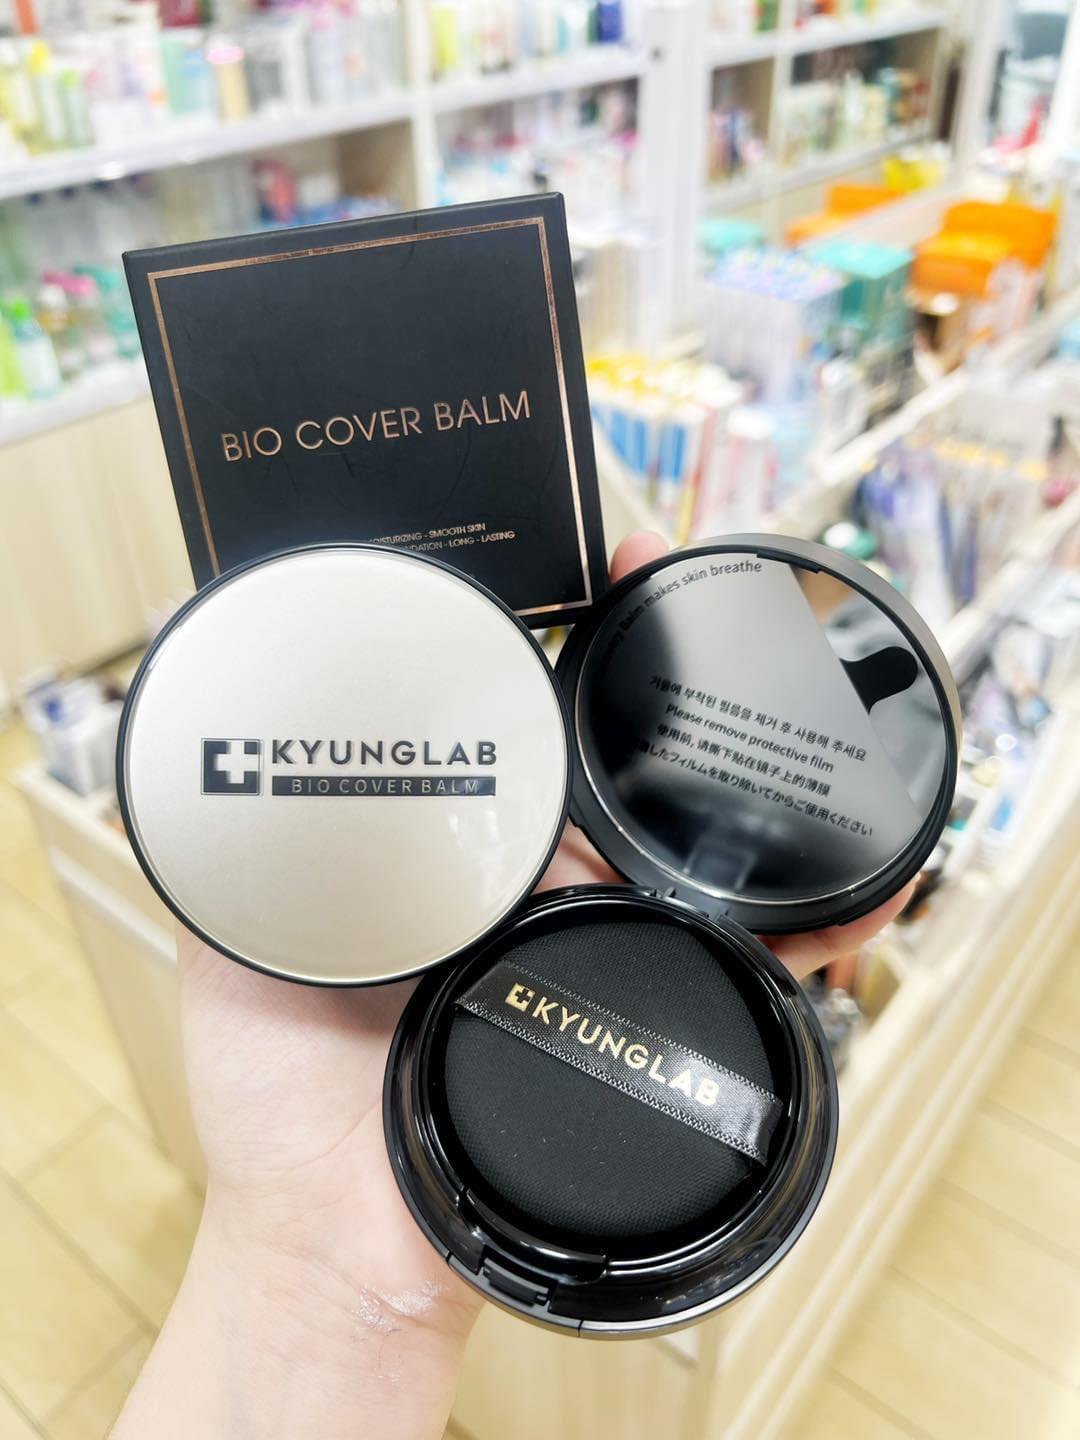 BIO COVER BALM
MOISTURIZING - SMOOTH SKIN
FOUNDATION - LONG - LASTING
KYUNGLAB
BIO COVER BALM
Balm makes skin breathe
거울에 부착된 필름을 제거 후 사용해 주세요
Please remove protective film
使用前, 请撕下贴在镜子上的薄膜
したフィルムを取り除いてからご使用ください
KYUNGLAB